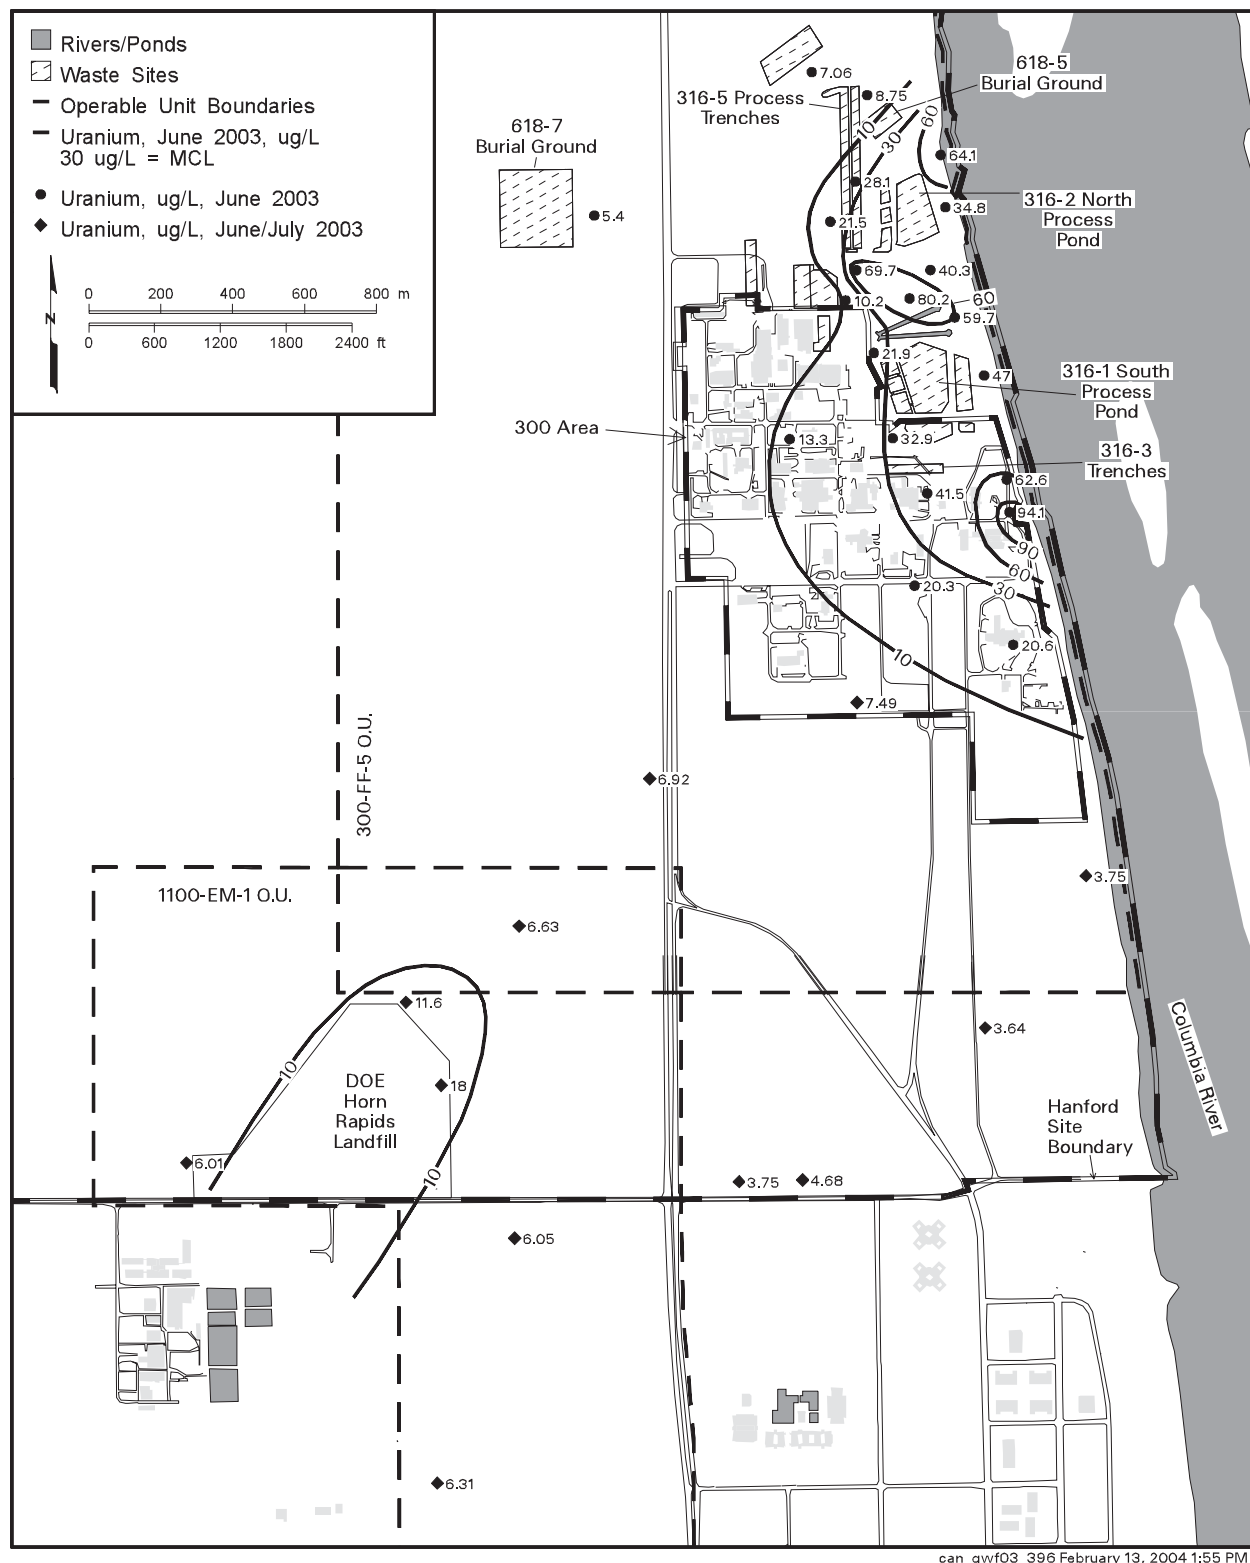 Rivers/Ponds
Waste Sites
Operable Unit Boundaries
Uranium, June 2003, ug/L
30 ug/L = MCL
Uranium, ug/L, June 2003
Uranium, ug/L, June/July 2003
N
0 200 400 600 800 m
0 600 1200 1800 2400 ft
618-7
Burial Ground
5.4
7.06
316-5 Process
Trenches
8.75
618-5
Burial Ground
10
30
60
64.1
28.1
316-2 North
Process
Pond
34.8
21.5
69.7
40.3
10.2
80.2
60
59.7
21.9
47
316-1 South
Process
Pond
300 Area
13.3
32.9
316-3
Trenches
62.6
41.5
94.1
90
60
30
20.3
20.6
10
7.49
6.92
300-FF-5 O.U.
3.75
1100-EM-1 O.U.
6.63
11.6
3.64
Columbia River
10
18
DOE
Horn
Rapids
Landfill
Hanford
Site
Boundary
6.01
10
3.75
4.68
6.05
6.31
can_gwf03_396 February 13, 2004 1:55 PM